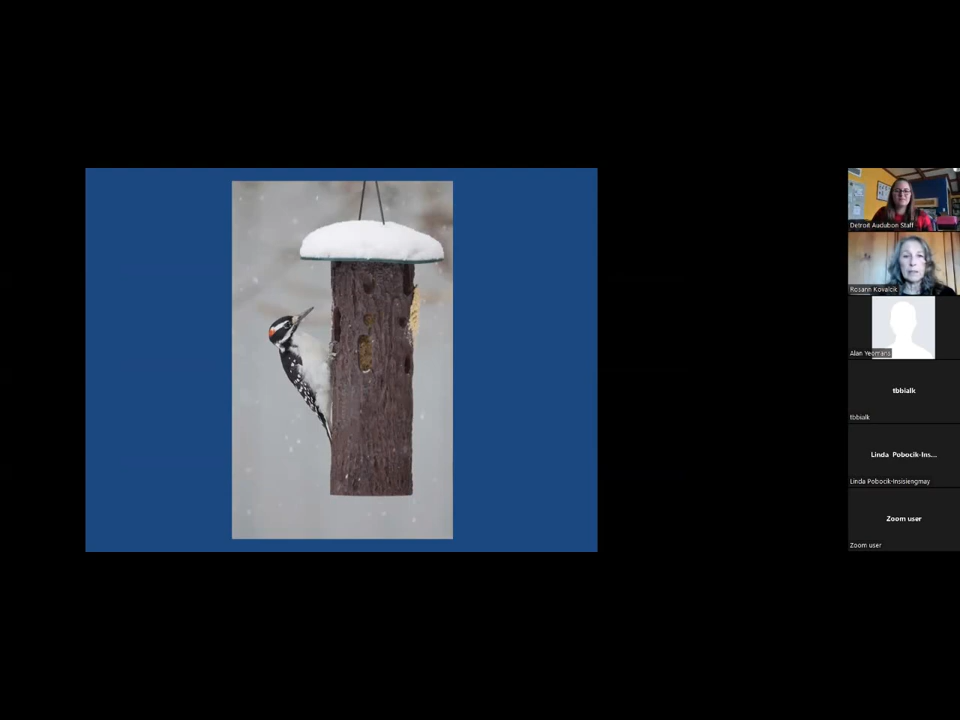 Detroit Audubon Staff
Rosann Kovalcik
Alan Yeomans
tbbialk
tbbialk
Linda Pobocik-Ins...
Linda Pobocik-Insisiengmay
Zoom user
Zoom user